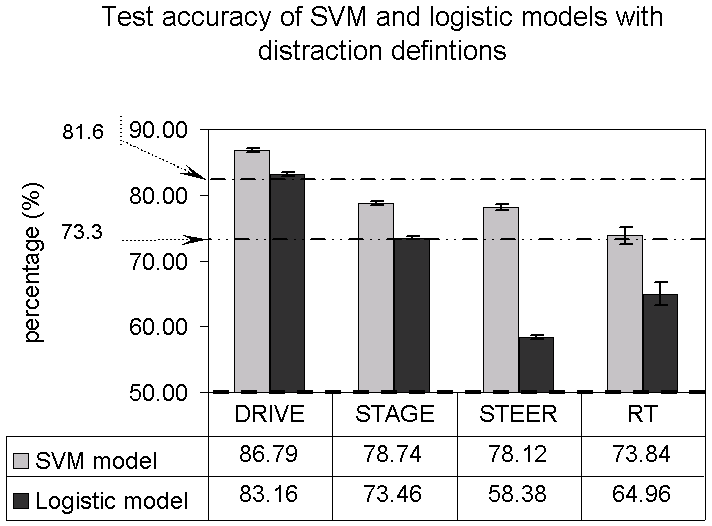 Test accuracy of SVM and logistic models with
distraction defintions
percentage (%)
81.6
73.3
90.00
80.00
70.00
60.00
50.00
DRIVE STAGE STEER RT
SVM model 86.79 78.74 78.12 73.84
Logistic model 83.16 73.46 58.38 64.96